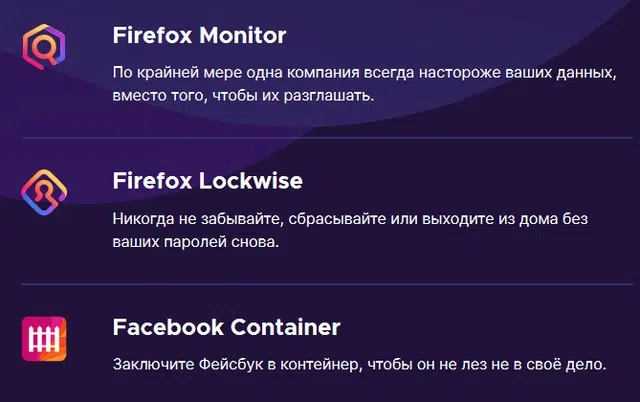 Firefox Monitor
По крайней мере одна компания всегда настороже ваших данных,
вместо того, чтобы их разглашать.
Firefox Lockwise
Никогда не забывайте, сбрасывайте или выходите из дома без
ваших паролей снова.
Facebook Container
Заключите Фейсбук в контейнер, чтобы он не лез не в своё дело.